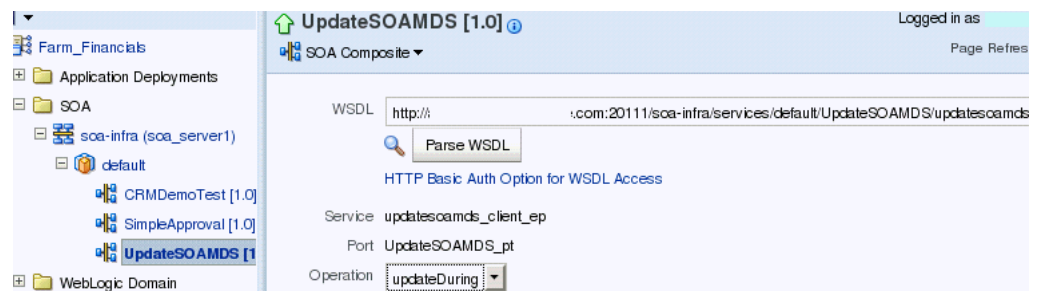 Farm_Financials
Application Deployments
SOA
soa-infra (soa_server1)
default
CRMDemoTest [1.0]
SimpleApproval [1.0]
UpdateSOAMDS [1
WebLogic Domain
UpdateSOAMDS [1.0]
Logged in as
SOA Composite
Page Refres
WSDL http:// .com:20111/soa-infra/services/default/UpdateSOAMDS/updatesoamds
Parse WSDL
HTTP Basic Auth Option for WSDL Access
Service updatesoamds_client_ep
Port UpdateSOAMDS_pt
Operation updateDuring